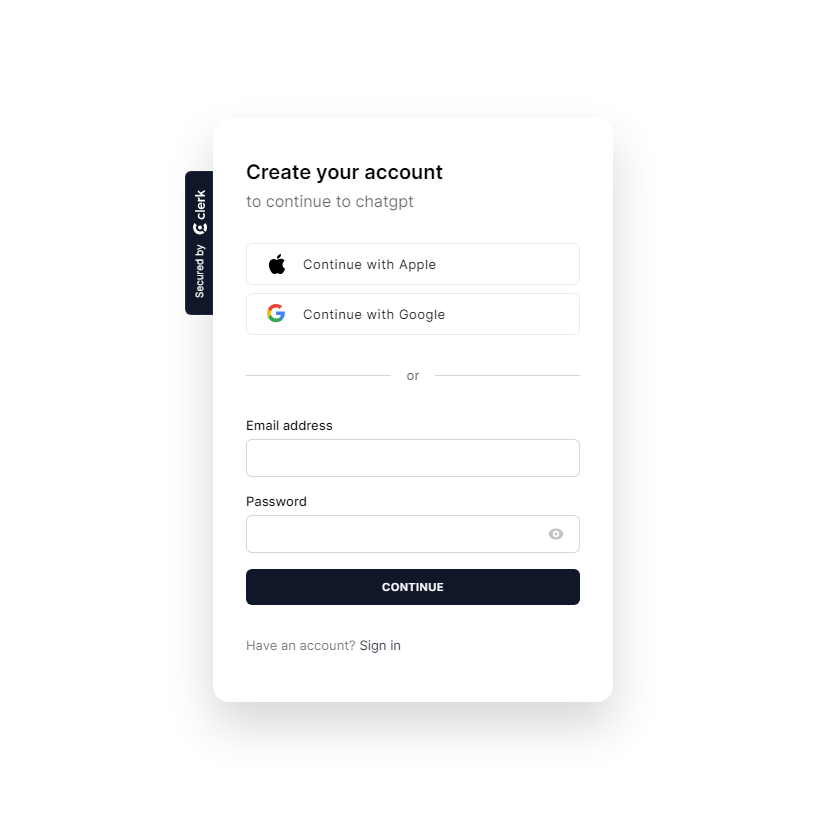 Create your account
to continue to chatgpt
Secured by clerk
Continue with Apple
Continue with Google
or
Email address
Password
CONTINUE
Have an account? Sign in